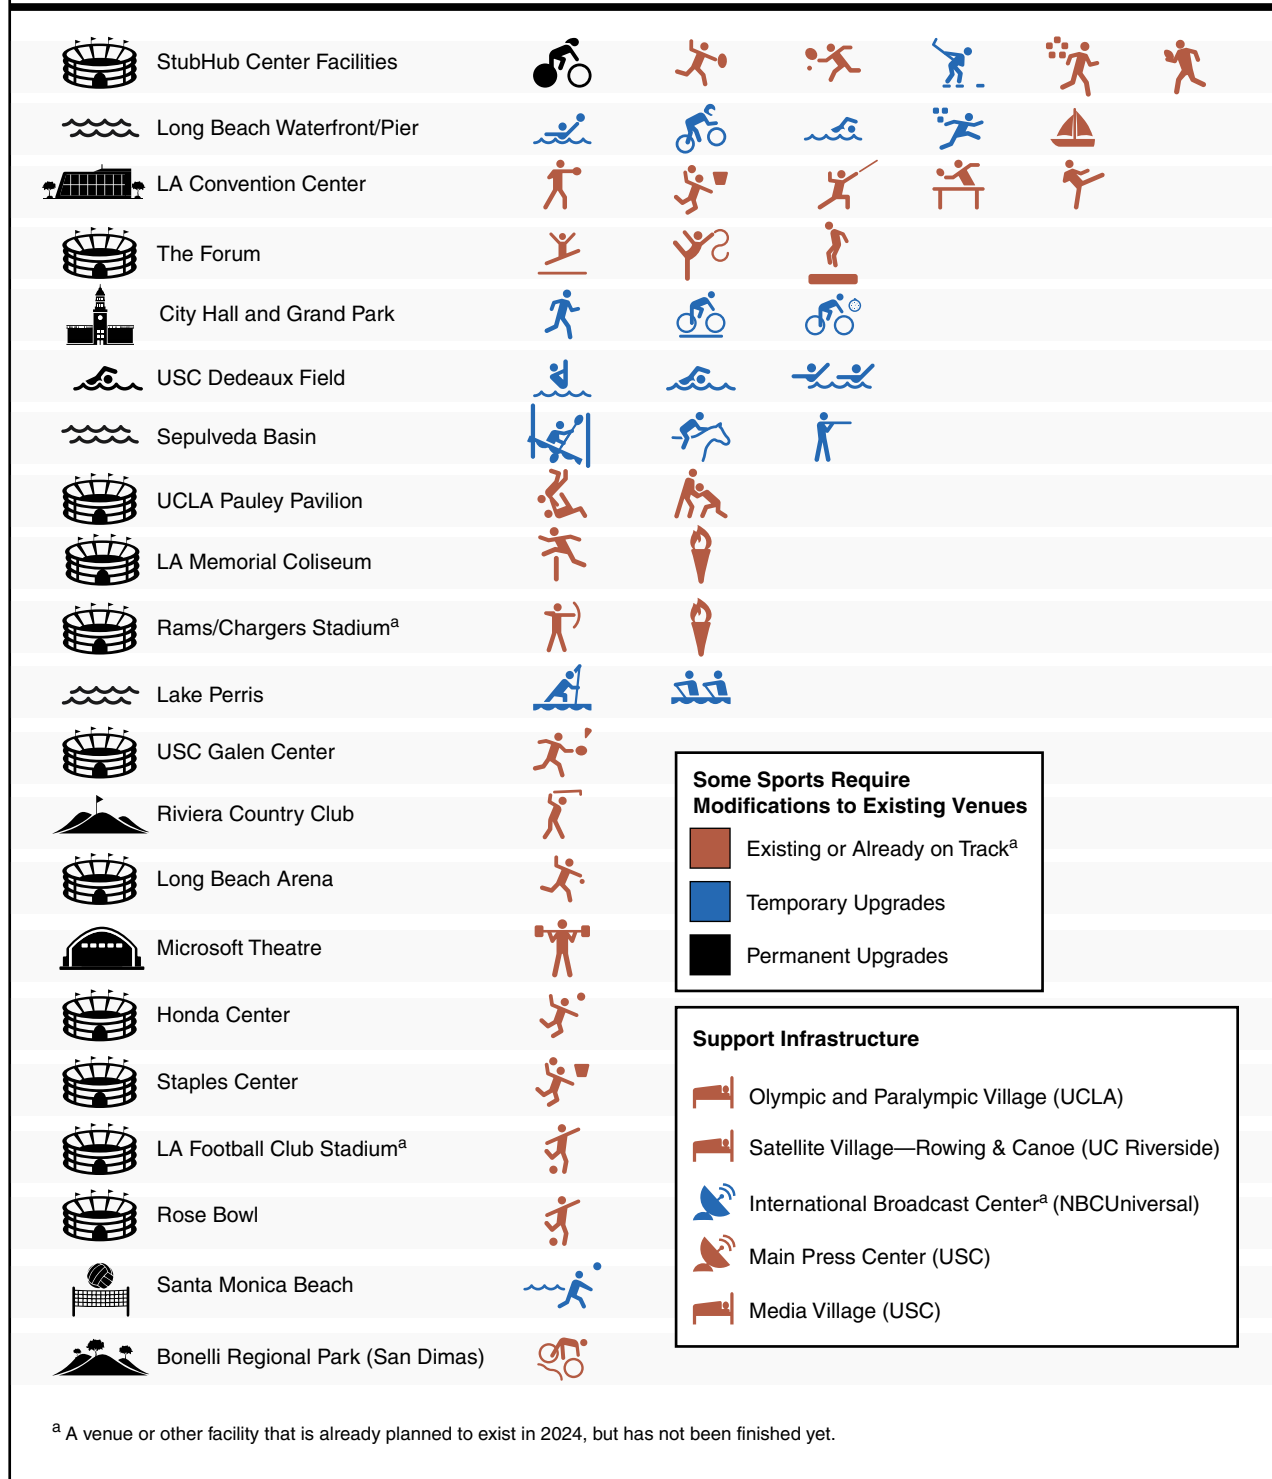 StubHub Center Facilities
Long Beach Waterfront/Pier
LA Convention Center
The Forum
City Hall and Grand Park
USC Dedeaux Field
Sepulveda Basin
UCLA Pauley Pavilion
LA Memorial Coliseum
Rams/Chargers Stadiumᵃ
Lake Perris
USC Galen Center
Riviera Country Club
Long Beach Arena
Microsoft Theatre
Honda Center
Staples Center
LA Football Club Stadiumᵃ
Rose Bowl
Santa Monica Beach
Bonelli Regional Park (San Dimas)
Some Sports Require
Modifications to Existing Venues
Existing or Already on Trackᵃ
Temporary Upgrades
Permanent Upgrades
Support Infrastructure
Olympic and Paralympic Village (UCLA)
Satellite Village—Rowing & Canoe (UC Riverside)
International Broadcast Centerᵃ (NBCUniversal)
Main Press Center (USC)
Media Village (USC)
ᵃ A venue or other facility that is already planned to exist in 2024, but has not been finished yet.